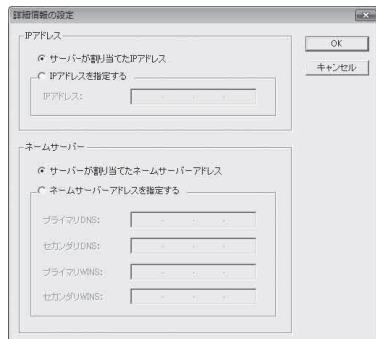 詳細情報の設定
IPアドレス
サーバーが割り当てたIPアドレス
IPアドレスを指定する
IPアドレス:
OK
キャンセル
ネームサーバー
サーバーが割り当てたネームサーバーアドレス
ネームサーバーアドレスを指定する
プライマリDNS:
セカンダリDNS:
プライマリWINS:
セカンダリWINS: